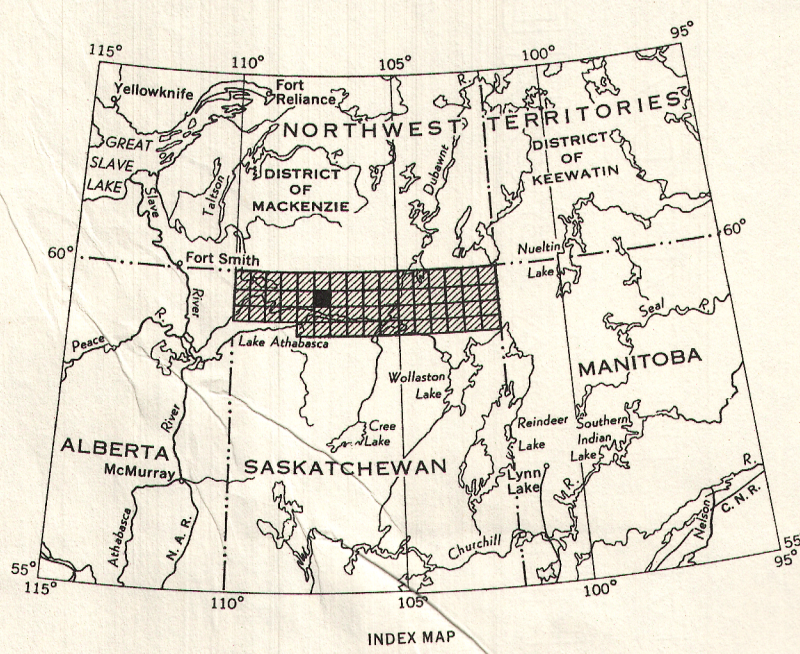 115°
110°
105°
100°
95°
Yellowknife
Fort
Reliance
R.
NORTHWEST TERRITORIES
GREAT
SLAVE
LAKE
Slave
River
Taltson
R.
DISTRICT
OF
MACKENZIE
Dubawnt
DISTRICT
OF
KEEWATIN
60°
Fort Smith
Nueltin
Lake
60°
Peace
R.
Lake Athabasca
Seal R.
MANITOBA
Wollaston
Lake
River
Cree
Lake
Reindeer
Lake
Southern
Indian
Lake
ALBERTA
McMurray
SASKATCHEWAN
Lynn
Lake
R.
R.
Athabasca
N. A. R.
Churchill
Nelson
C. N. R.
55°
115°
110°
105°
100°
55°
95°
INDEX MAP